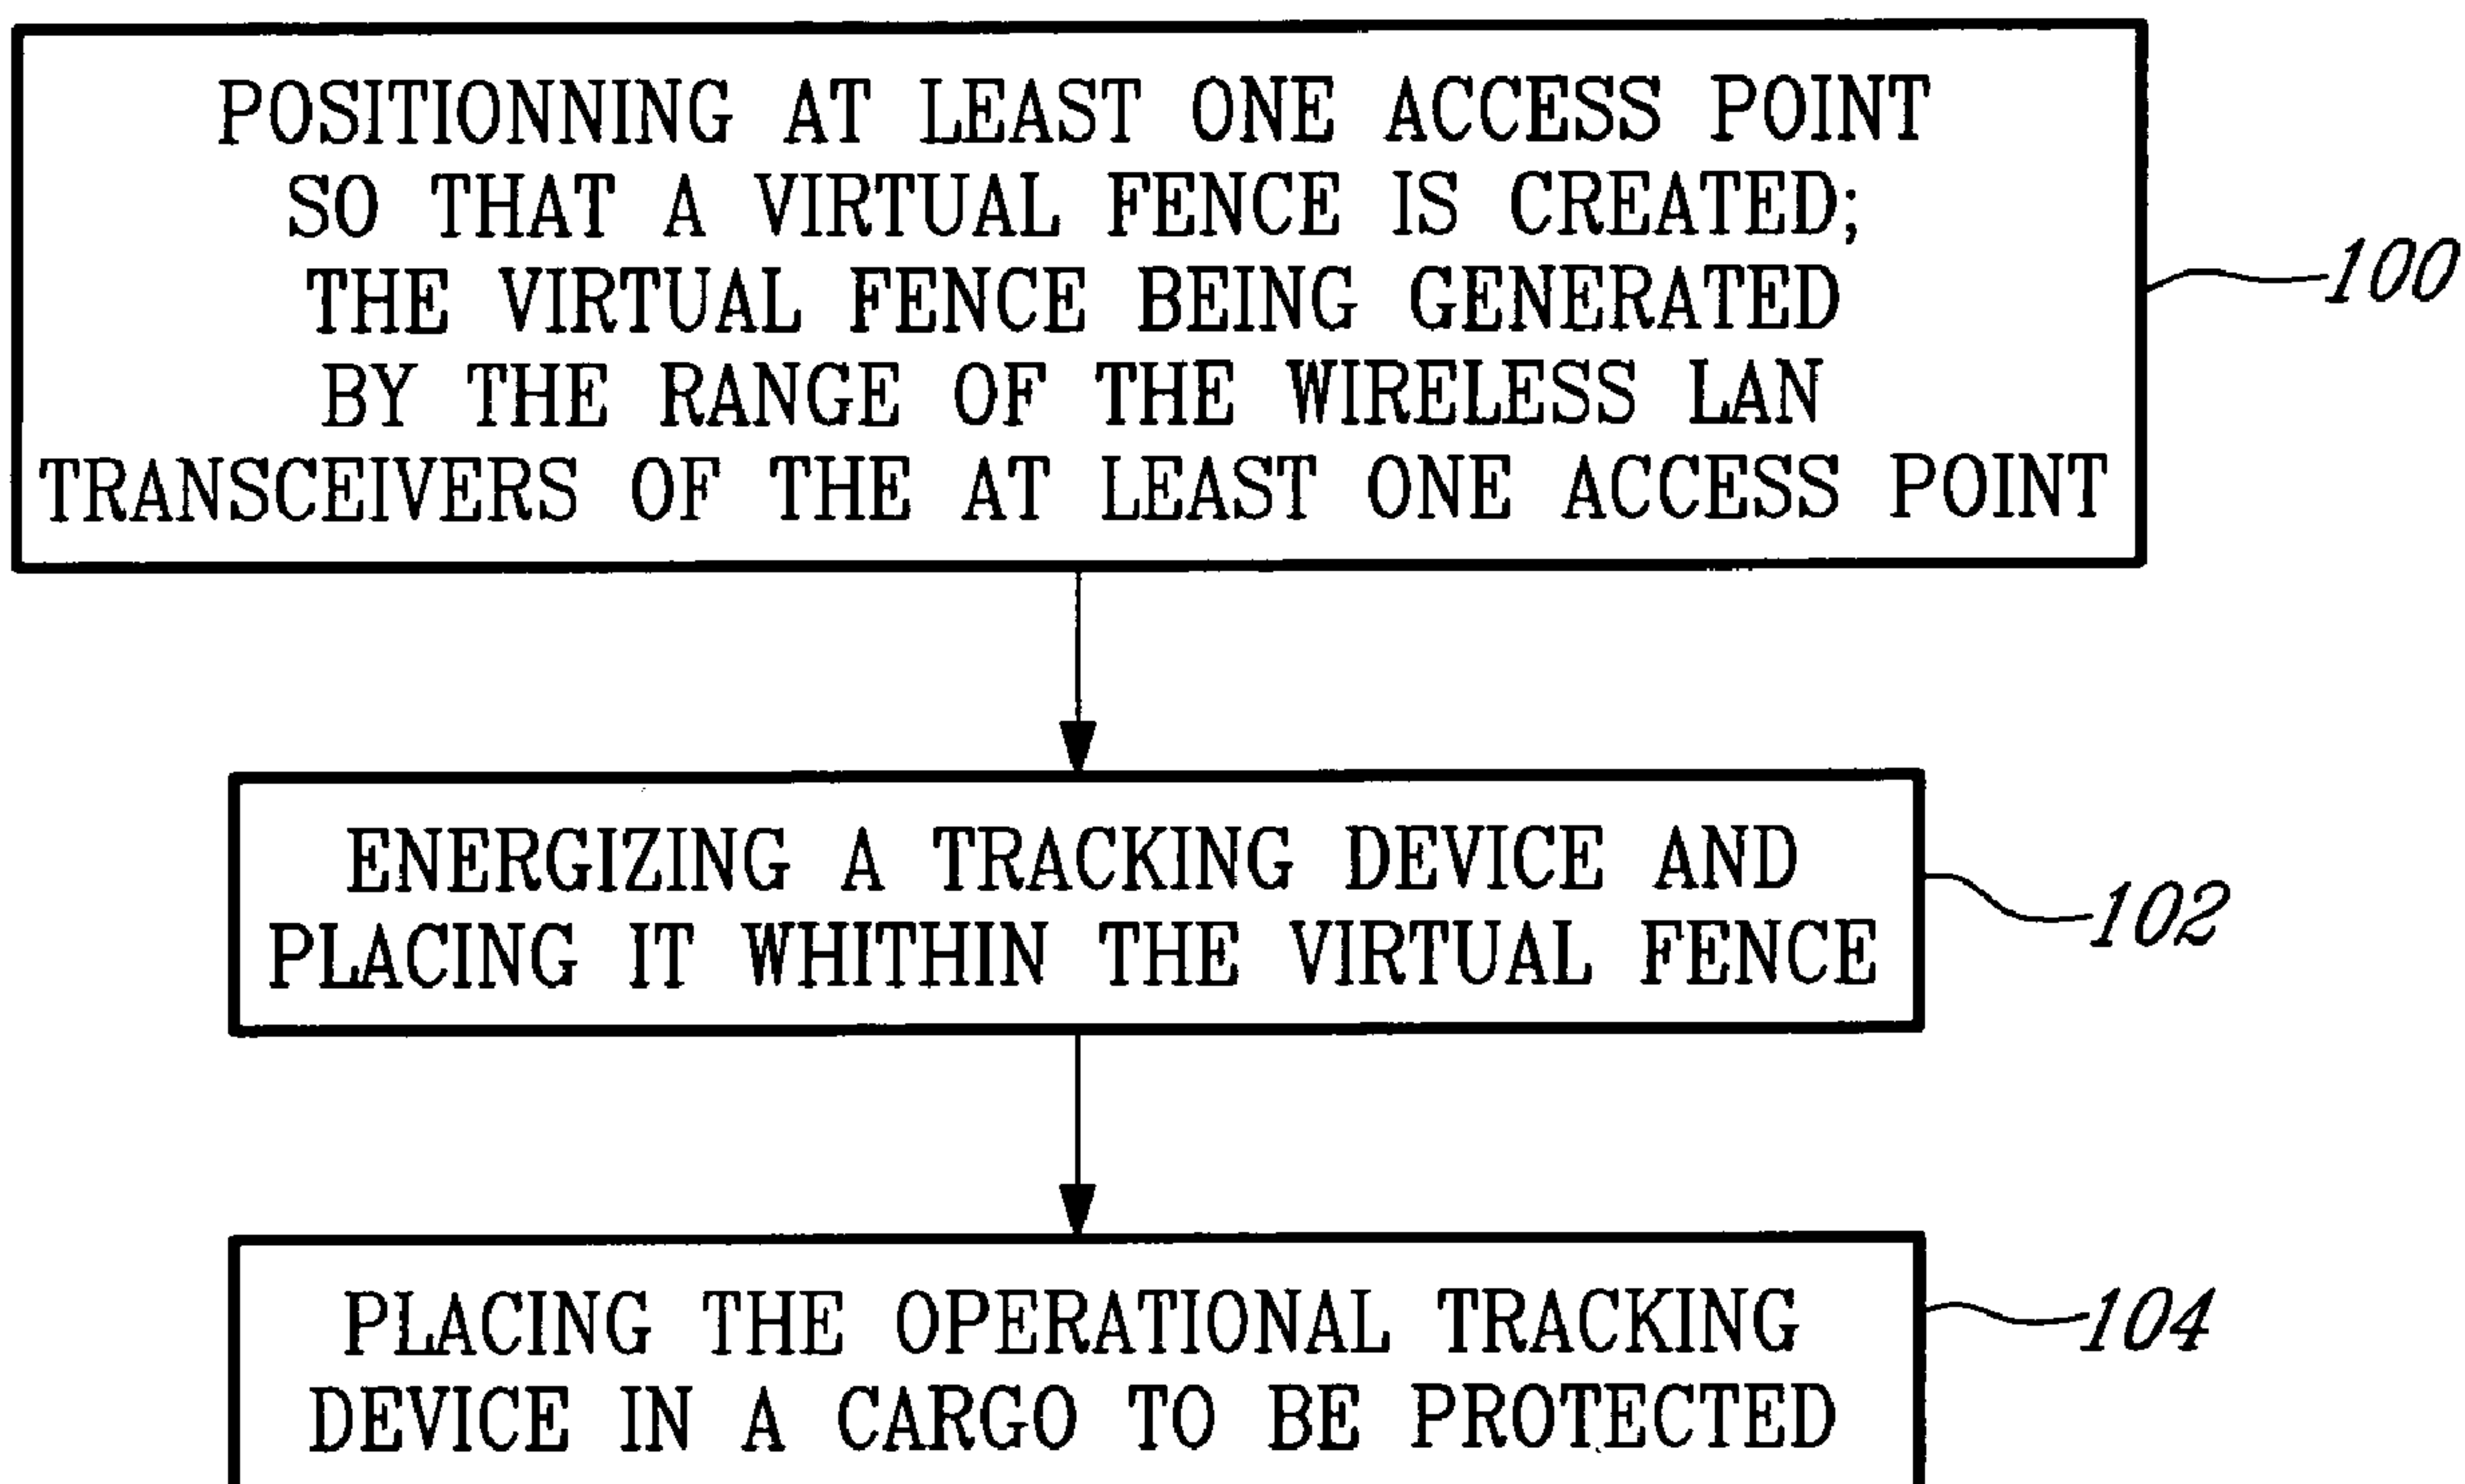 POSITIONNING AT LEAST ONE ACCESS POINT
SO THAT A VIRTUAL FENCE IS CREATED;
THE VIRTUAL FENCE BEING GENERATED
BY THE RANGE OF THE WIRELESS LAN
TRANSCEIVERS OF THE AT LEAST ONE ACCESS POINT
100
ENERGIZING A TRACKING DEVICE AND
PLACING IT WHITHIN THE VIRTUAL FENCE
102
PLACING THE OPERATIONAL TRACKING
DEVICE IN A CARGO TO BE PROTECTED
104